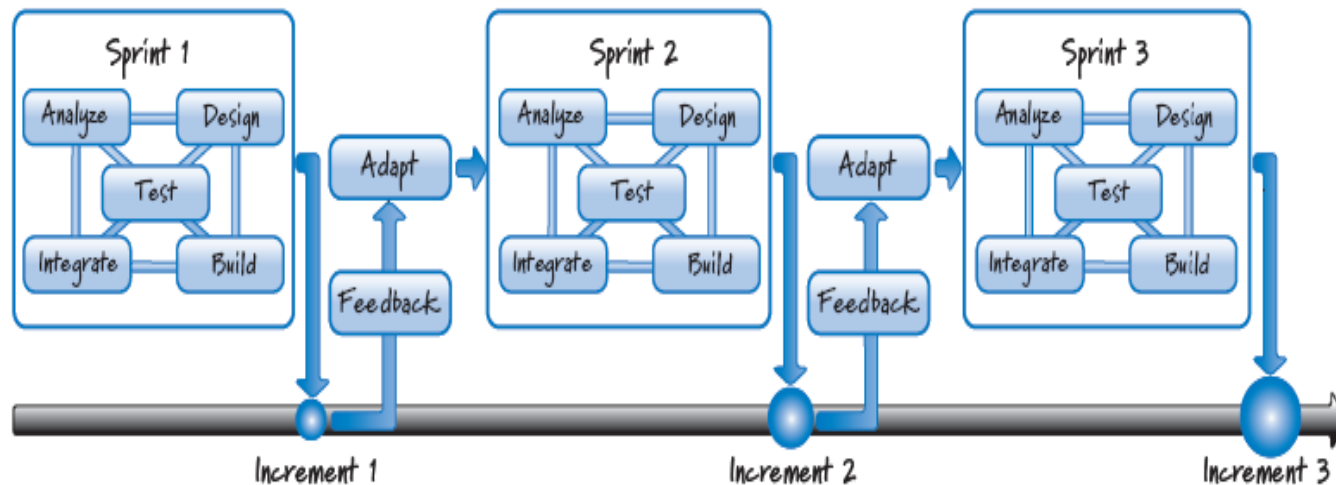 Sprint 1
Analyze
Design
Test
Integrate
Build
Adapt
Feedback
Increment 1
Sprint 2
Analyze
Design
Test
Integrate
Build
Adapt
Feedback
Increment 2
Sprint 3
Analyze
Design
Test
Integrate
Build
Increment 3